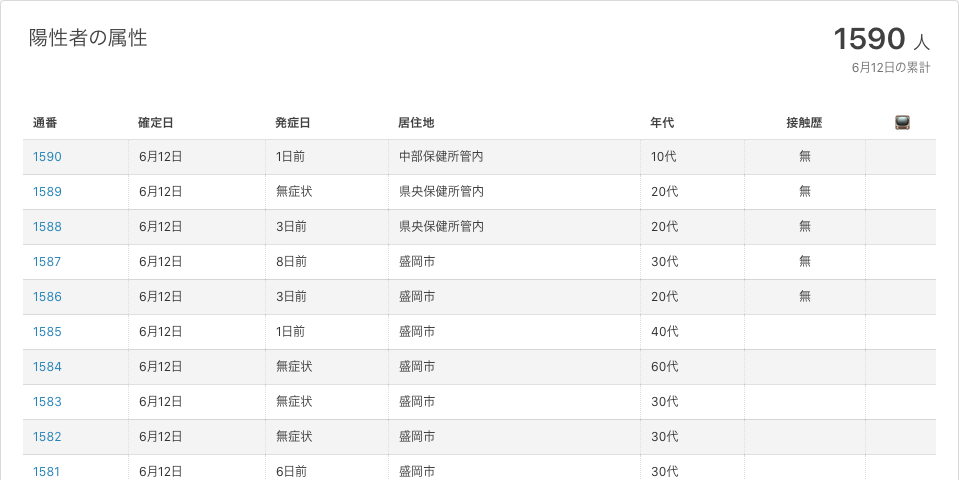 陽性者の属性
1590 人
6月12日の累計
通番 確定日 発症日 居住地 年代 接触歴
1590 6月12日 1日前 中部保健所管内 10代 無
1589 6月12日 無症状 県央保健所管内 20代 無
1588 6月12日 3日前 県央保健所管内 20代 無
1587 6月12日 8日前 盛岡市 30代 無
1586 6月12日 3日前 盛岡市 20代 無
1585 6月12日 1日前 盛岡市 40代
1584 6月12日 無症状 盛岡市 60代
1583 6月12日 無症状 盛岡市 30代
1582 6月12日 無症状 盛岡市 30代
1581 6月12日 6日前 盛岡市 30代